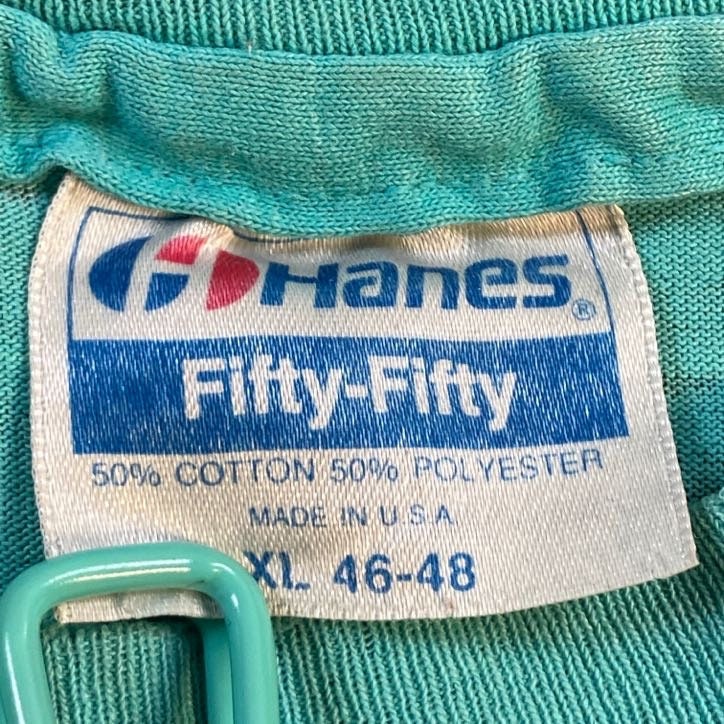 Hanes®
Fifty-Fifty
50% COTTON 50% POLYESTER
MADE IN U.S.A.
XL 46-48